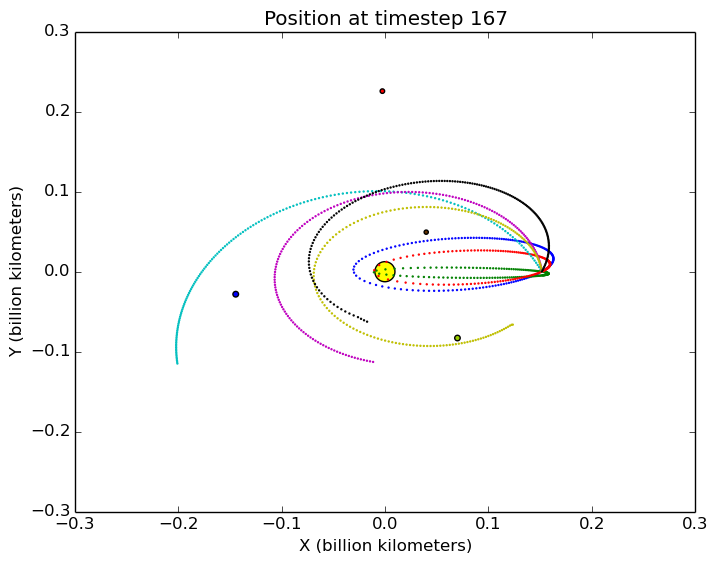 Position at timestep 167
0.3
0.2
0.1
0.0
−0.1
−0.2
−0.3
Y (billion kilometers)
−0.3 −0.2 −0.1 0.0 0.1 0.2 0.3
X (billion kilometers)